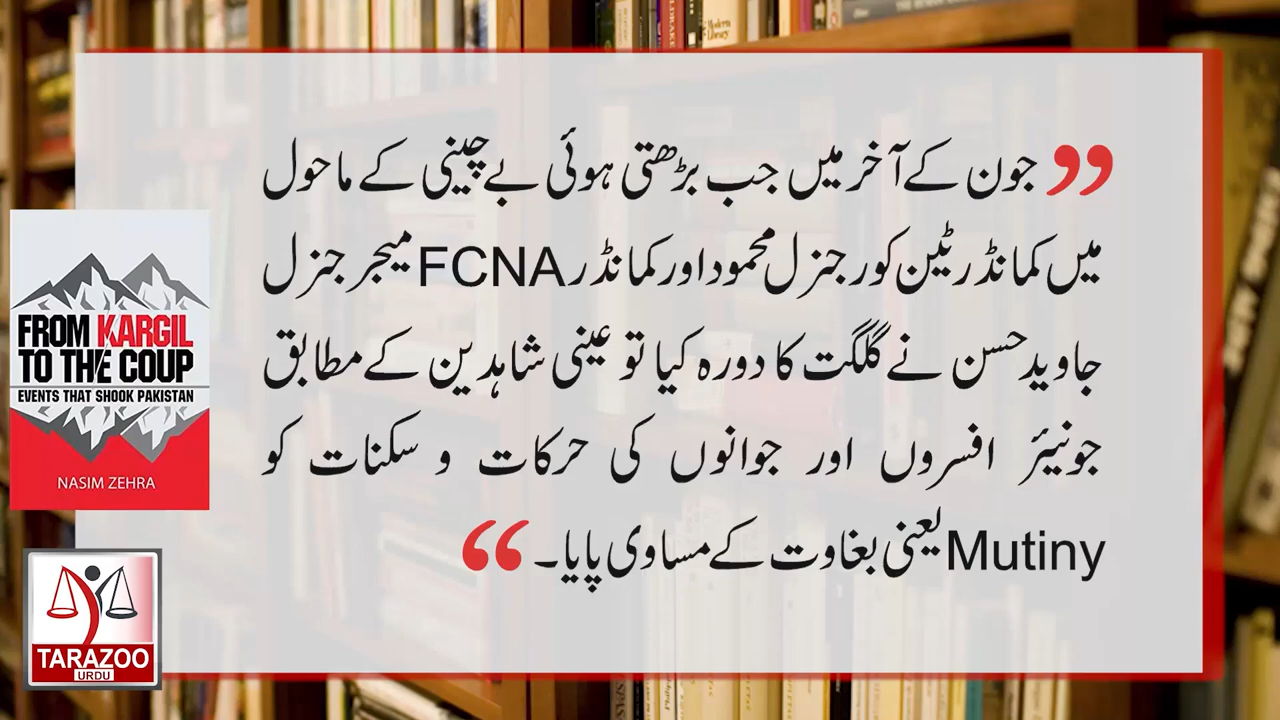 ”جون کے آخر میں جب بڑھتی ہوئی بےچینی کے ماحول
میں کمانڈر ٹین کور جنرل محمود اور کمانڈر FCNA میجر جنرل
جاوید حسن نے گلگت کا دورہ کیا تو عینی شاہدین کے مطابق
جونیئر افسروں اور جوانوں کی حرکات و سکنات کو
Mutiny یعنی بغاوت کے مساوی پایا۔“
FROM KARGIL
TO THE COUP
EVENTS THAT SHOOK PAKISTAN
NASIM ZEHRA
TARAZOO
URDU